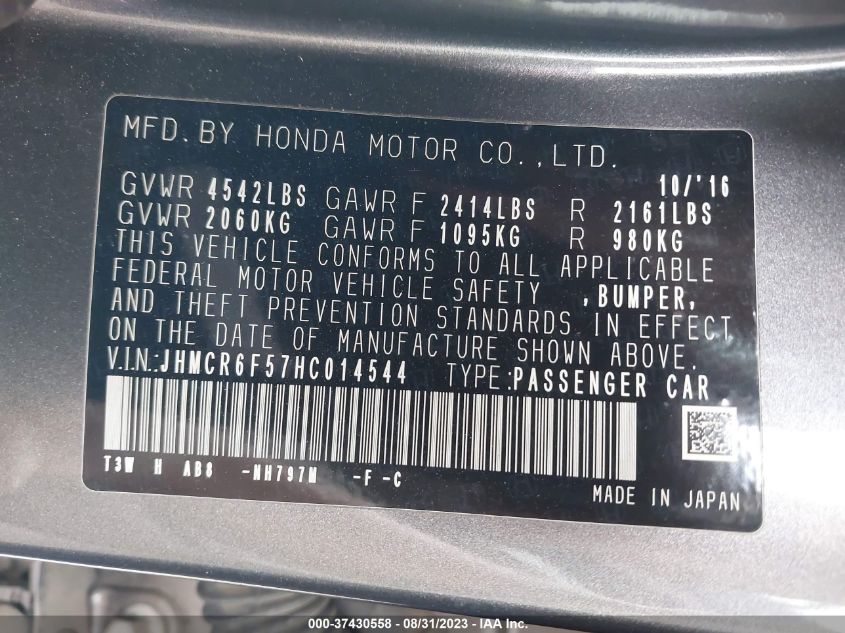 MFD.BY HONDA MOTOR CO.,LTD.
10/'16
GVWR 4542LBS GAWR F 2414LBS R 2161LBS
GVWR 2060KG GAWR F 1095KG R 980KG
THIS VEHICLE CONFORMS TO ALL APPLICABLE
FEDERAL MOTOR VEHICLE SAFETY ,BUMPER,
AND THEFT PREVENTION STANDARDS IN EFFECT
ON THE DATE OF MANUFACTURE SHOWN ABOVE.
V.I.N.:JHMCR6F57HC014544 TYPE:PASSENGER CAR
T3W H AB8 -NH797M -F -C
MADE IN JAPAN
000-37430558 - 08/31/2023 - Copyright © IAA.